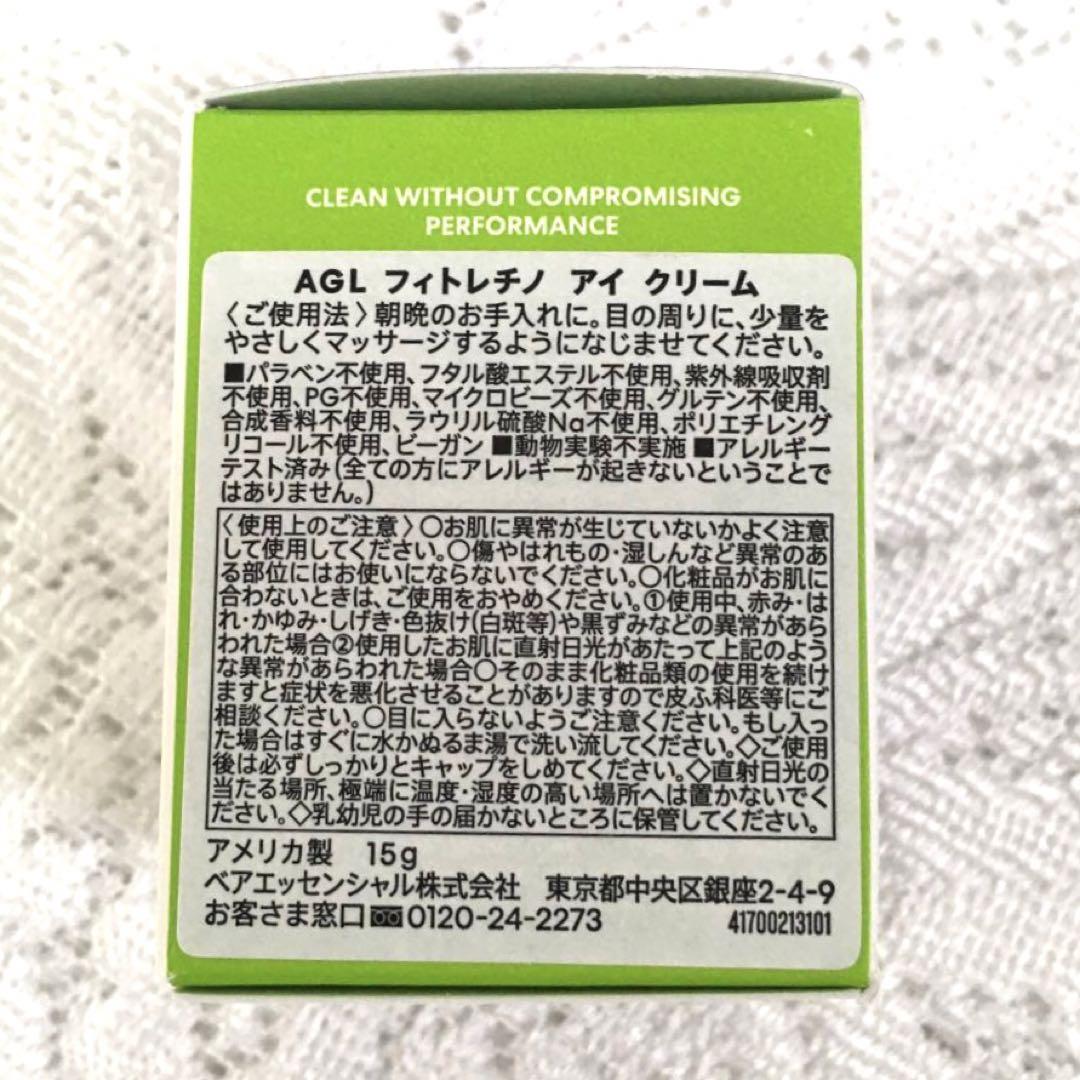 CLEAN WITHOUT COMPROMISING
PERFORMANCE
AGL フィトレチノ アイ クリーム
〈ご使用法〉朝晩のお手入れに。目の周りに、少量を
やさしくマッサージするようになじませてください。
■パラベン不使用、フタル酸エステル不使用、紫外線吸収剤
不使用、PG不使用、マイクロビーズ不使用、グルテン不使用、
合成香料不使用、ラウリル硫酸Na不使用、ポリエチレング
リコール不使用、ビーガン ■動物実験不実施 ■アレルギー
テスト済み(全ての方にアレルギーが起きないということで
はありません。)
〈使用上のご注意〉○お肌に異常が生じていないかよく注意
して使用してください。○傷やはれもの・湿しんなど異常のあ
る部位にはお使いにならないでください。○化粧品がお肌に
合わないときは、ご使用をおやめください。①使用中、赤み・は
れ・かゆみ・しげき・色抜け(白斑等)や黒ずみなどの異常があら
われた場合②使用したお肌に直射日光があたって上記のよう
な異常があらわれた場合○そのまま化粧品類の使用を続け
ますと症状を悪化させることがありますので皮ふ科医等にご
相談ください。○目に入らないようご注意ください。もし入っ
た場合はすぐに水かぬるま湯で洗い流してください。◇ご使用
後は必ずしっかりとキャップをしめてください。◇直射日光の
当たる場所、極端に温度・湿度の高い場所へは置かないでく
ださい。◇乳幼児の手の届かないところに保管してください。
アメリカ製 15g
ベアエッセンシャル株式会社 東京都中央区銀座2-4-9
お客さま窓口 0120-24-2273 41700213101